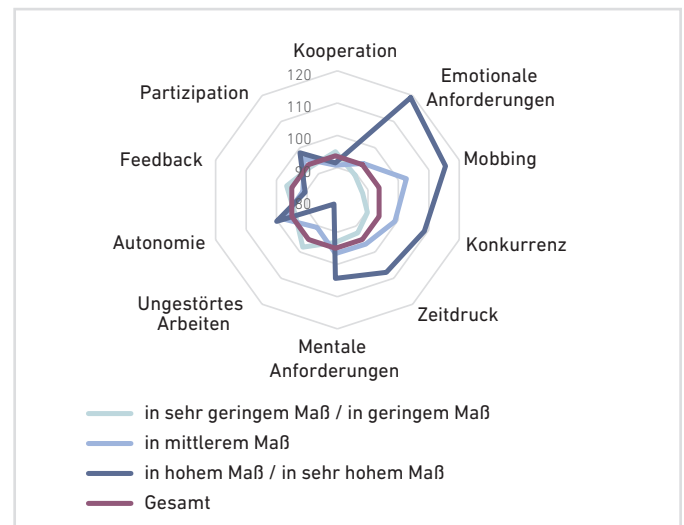 Kooperation
120
Emotionale
Anforderungen
Partizipation
110
100
Feedback
Mobbing
90
80
Autonomie
Konkurrenz
Ungestörtes
Arbeiten
Zeitdruck
Mentale
Anforderungen
in sehr geringem Maß / in geringem Maß
in mittlerem Maß
in hohem Maß / in sehr hohem Maß
Gesamt